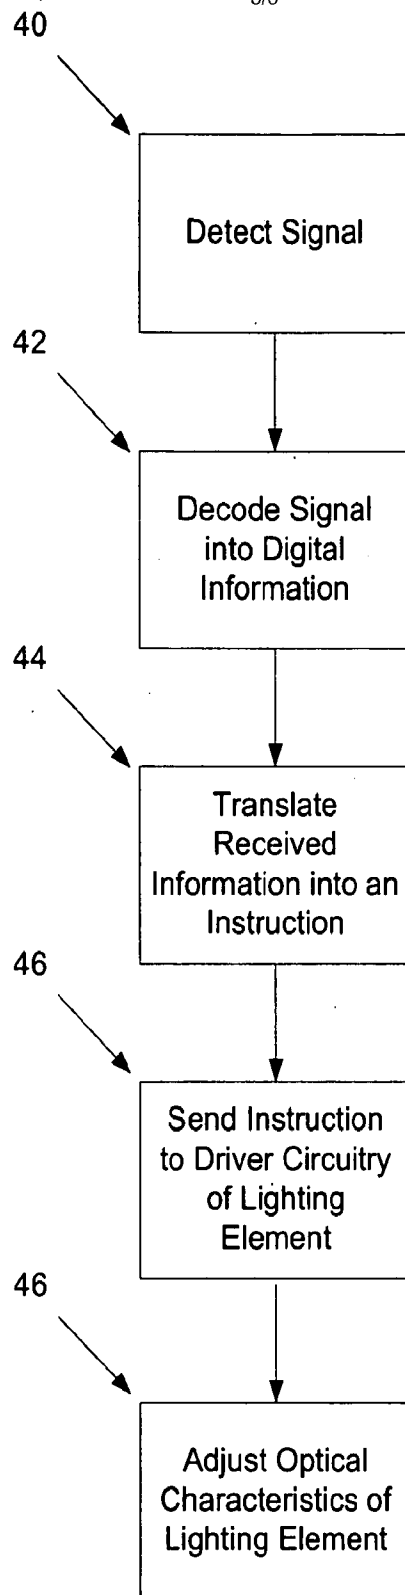 40
Detect Signal
42
Decode Signal
into Digital
Information
44
Translate
Received
Information into an
Instruction
46
Send Instruction
to Driver Circuitry
of Lighting
Element
46
Adjust Optical
Characteristics of
Lighting Element